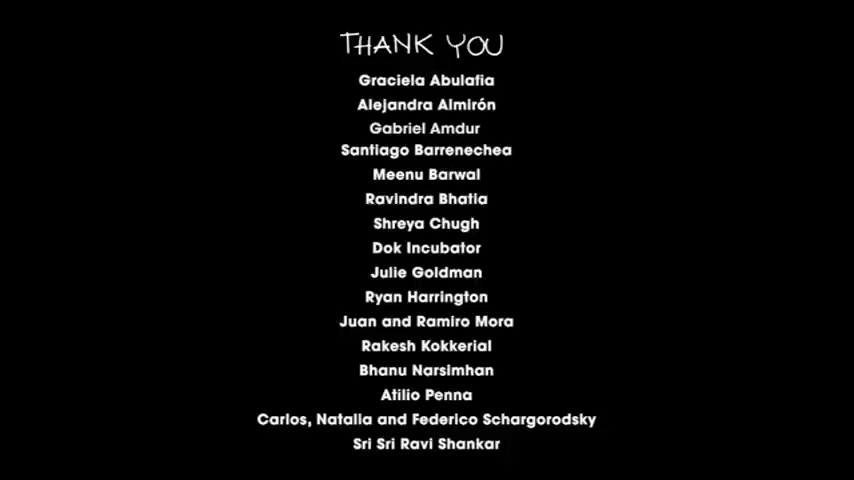 THANK YOU
Graciela Abulafia
Alejandra Almirón
Gabriel Amdur
Santiago Barrenechea
Meenu Barwal
Ravindra Bhatia
Shreya Chugh
Dok Incubator
Julie Goldman
Ryan Harrington
Juan and Ramiro Mora
Rakesh Kokkerial
Bhanu Narsimhan
Atilio Penna
Carlos, Natalia and Federico Schargorodsky
Sri Sri Ravi Shankar